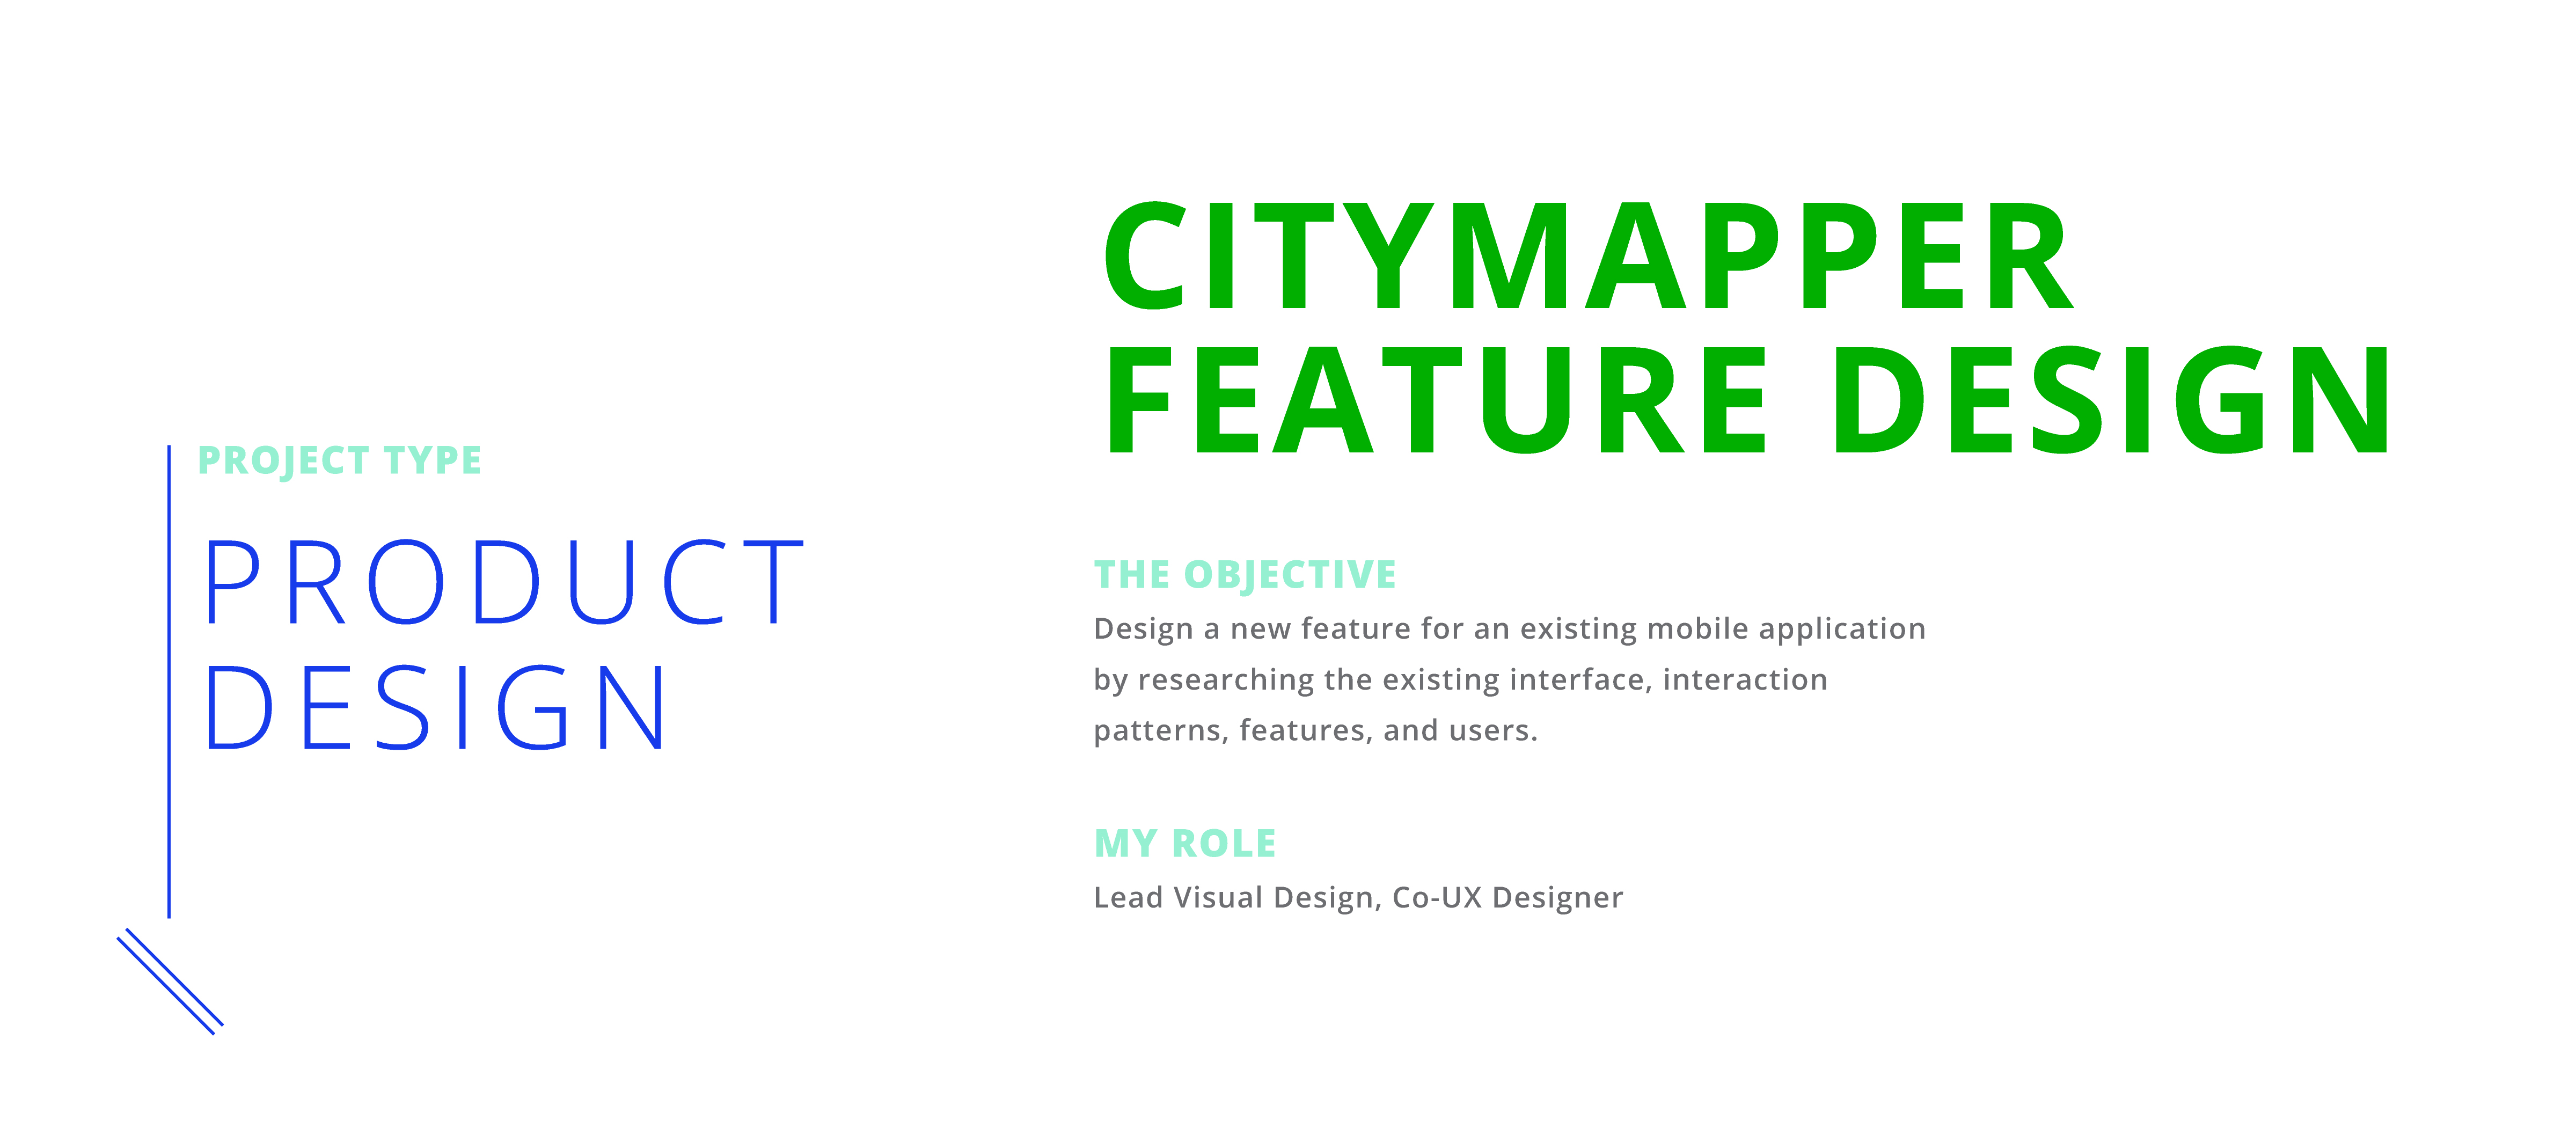 PROJECT TYPE
PRODUCT
DESIGN
CITYMAPPER
FEATURE DESIGN
THE OBJECTIVE
Design a new feature for an existing mobile application
by researching the existing interface, interaction
patterns, features, and users.
MY ROLE
Lead Visual Design, Co-UX Designer